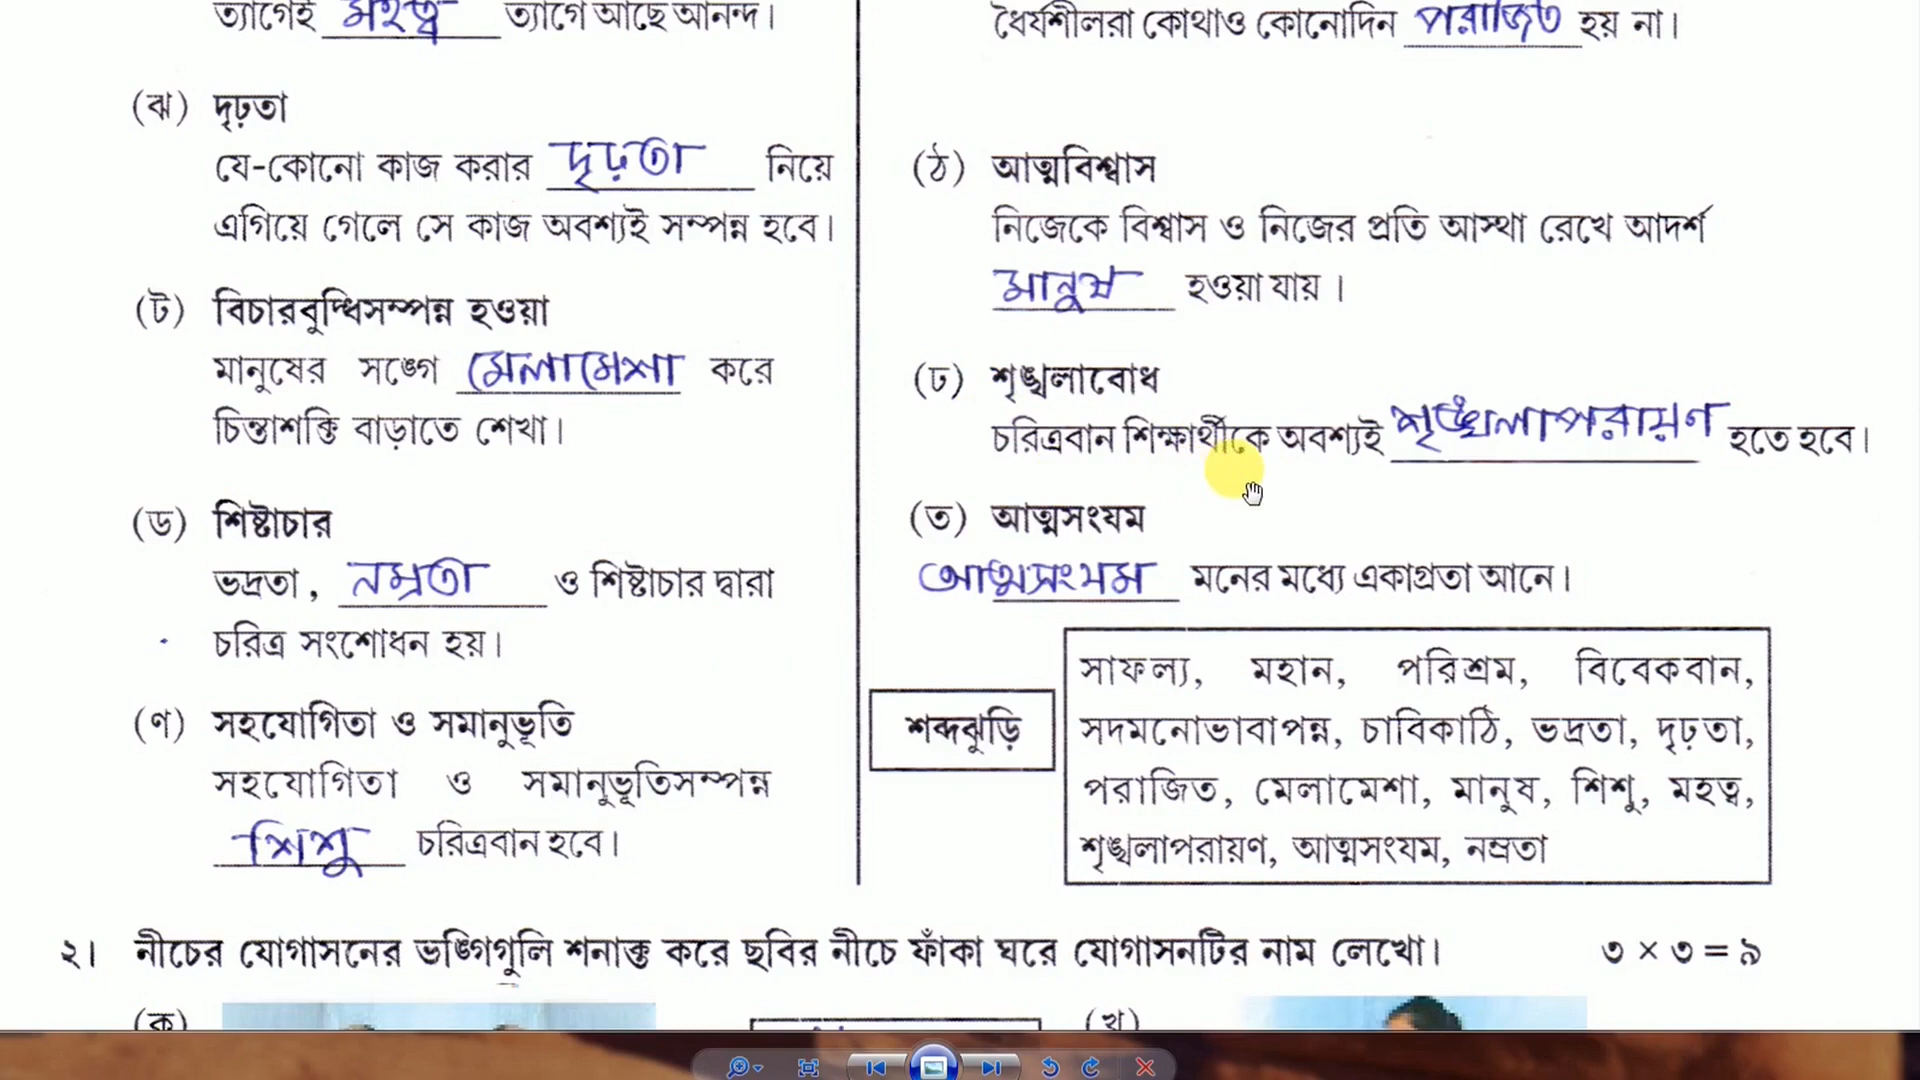 ত্যাগেই মহত্ব ত্যাগে আছে আনন্দ।
(ঝ) দৃঢ়তা
যে-কোনো কাজ করার দৃঢ়তা নিয়ে
এগিয়ে গেলে সে কাজ অবশ্যই সম্পন্ন হবে।
(ট) বিচারবুদ্ধিসম্পন্ন হওয়া
মানুষের সঙ্গে মেলামেশা করে
চিন্তাশক্তি বাড়াতে শেখা।
(ড) শিষ্টাচার
ভদ্রতা, নম্রতা ও শিষ্টাচার দ্বারা
চরিত্র সংশোধন হয়।
(ণ) সহযোগিতা ও সমানুভূতি
সহযোগিতা ও সমানুভূতিসম্পন্ন
শিশু চরিত্রবান হবে।
ধৈর্যশীলরা কোথাও কোনোদিন পরাজিত হয় না।
(ঠ) আত্মবিশ্বাস
নিজেকে বিশ্বাস ও নিজের প্রতি আস্থা রেখে আদর্শ
মানুষ হওয়া যায়।
(ঢ) শৃঙ্খলাবোধ
চরিত্রবান শিক্ষার্থীকে অবশ্যই শৃঙ্খলাপরায়ণ হতে হবে।
(ত) আত্মসংযম
আত্মসংযম মনের মধ্যে একাগ্রতা আনে।
শব্দঝুড়ি
সাফল্য, মহান, পরিশ্রম, বিবেকবান,
সদমনোভাবাপন্ন, চাবিকাঠি, ভদ্রতা, দৃঢ়তা,
পরাজিত, মেলামেশা, মানুষ, শিশু, মহত্ব,
শৃঙ্খলাপরায়ণ, আত্মসংযম, নম্রতা
২। নীচের যোগাসনের ভঙ্গিগুলি শনাক্ত করে ছবির নীচে ফাঁকা ঘরে যোগাসনটির নাম লেখো। ৩ × ৩ = ৯
(ক) (খ)